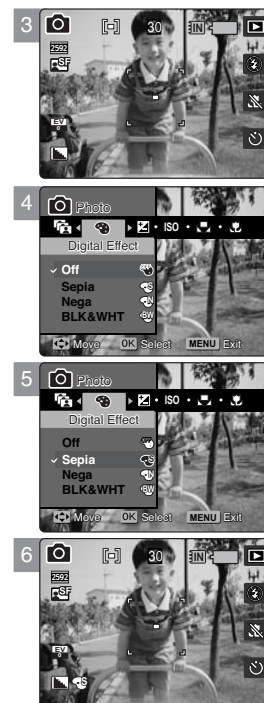 3
30
IN
2592
SF
EV
0
4
Photo
ISO
Digital Effect
Off
Sepia S
Nega N
BLK&WHT BW
Move OK Select MENU Exit
5
Photo
ISO
Digital Effect
Off
Sepia S
Nega N
BLK&WHT BW
Move OK Select MENU Exit
6
30
IN
2592
SF
EV
0
S